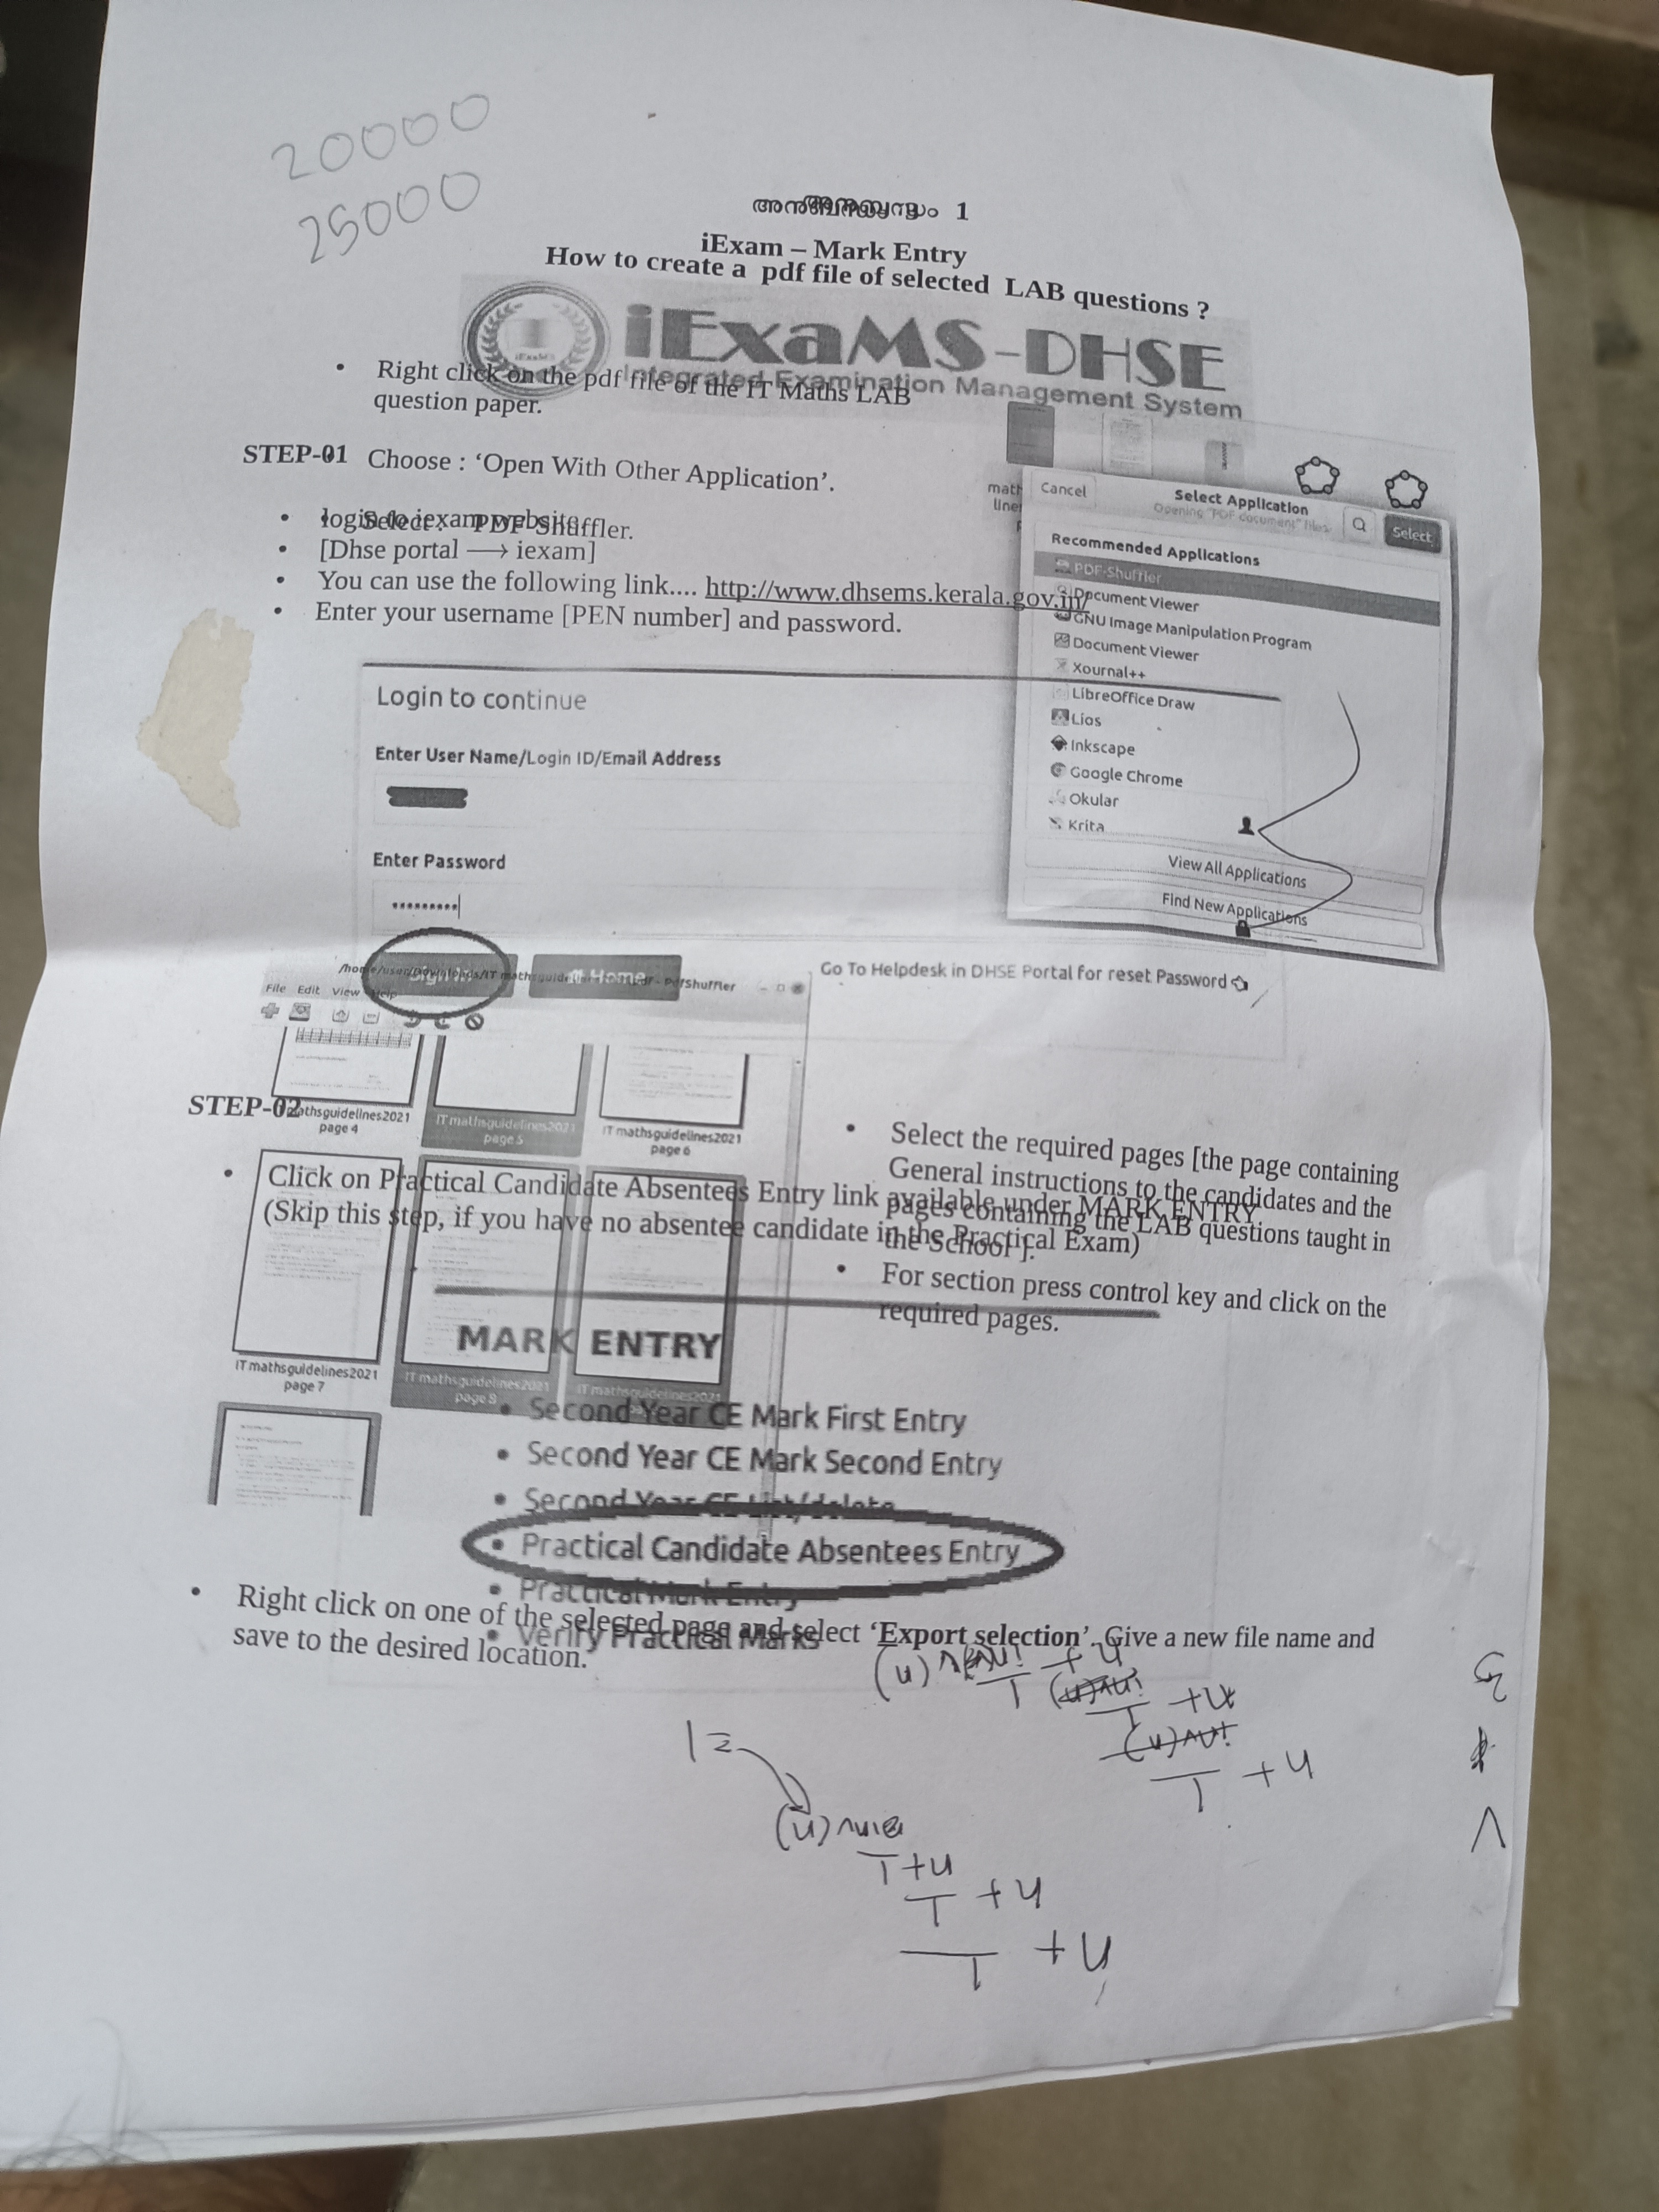 20000
25000
1
iExam – Mark Entry
How to create a pdf file of selected LAB questions ?
iExaMS-DHSE
Integrated Examination Management System
• Right click on the pdf file of the IT Maths LAB
question paper.
STEP-01 Choose : ‘Open With Other Application’.
• login to iexam website
• Select : PDF Shuffler.
• [Dhse portal ⟶ iexam]
• You can use the following link.... http://www.dhsems.kerala.gov.in/
• Enter your username [PEN number] and password.
Cancel
Select Application
Opening "PDF document" files.
Select
Recommended Applications
PDF-Shuffler
Document Viewer
GNU Image Manipulation Program
Document Viewer
Xournal++
LibreOffice Draw
Lios
Inkscape
Google Chrome
Okular
Krita
View All Applications
Find New Applications
Login to continue
Enter User Name/Login ID/Email Address
Enter Password
Home
Go To Helpdesk in DHSE Portal for reset Password
PdfShuffler
File Edit View Help
mathsguidelines2021
page 4
IT mathsguidelines2021
page 5
IT mathsguidelines2021
page 6
STEP-02
• Select the required pages [the page containing
General instructions to the candidates and the
pages containing the LAB questions taught in
the School ].
• For section press control key and click on the
required pages.
• Click on Practical Candidate Absentees Entry link available under MARK ENTRY
(Skip this step, if you have no absentee candidate in the Practical Exam)
IT mathsguidelines2021
page 7
IT mathsguidelines2021
page 8
IT mathsguidelines2021
MARK ENTRY
• Second Year CE Mark First Entry
• Second Year CE Mark Second Entry
• Second Year CE List/delete
• Practical Candidate Absentees Entry
• Practical Mark Entry
• Verify Practical Marks
• Right click on one of the selected page and select ‘Export selection’. Give a new file name and
save to the desired location.